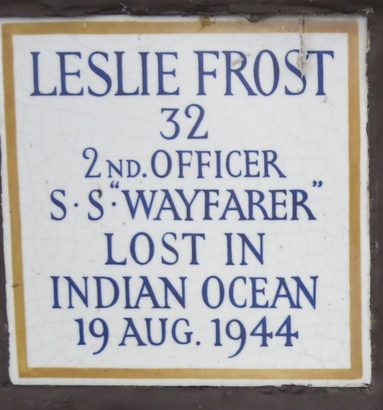 LESLIE FROST
32
2ND. OFFICER
S·S·"WAYFARER"
LOST IN
INDIAN OCEAN
19 AUG. 1944